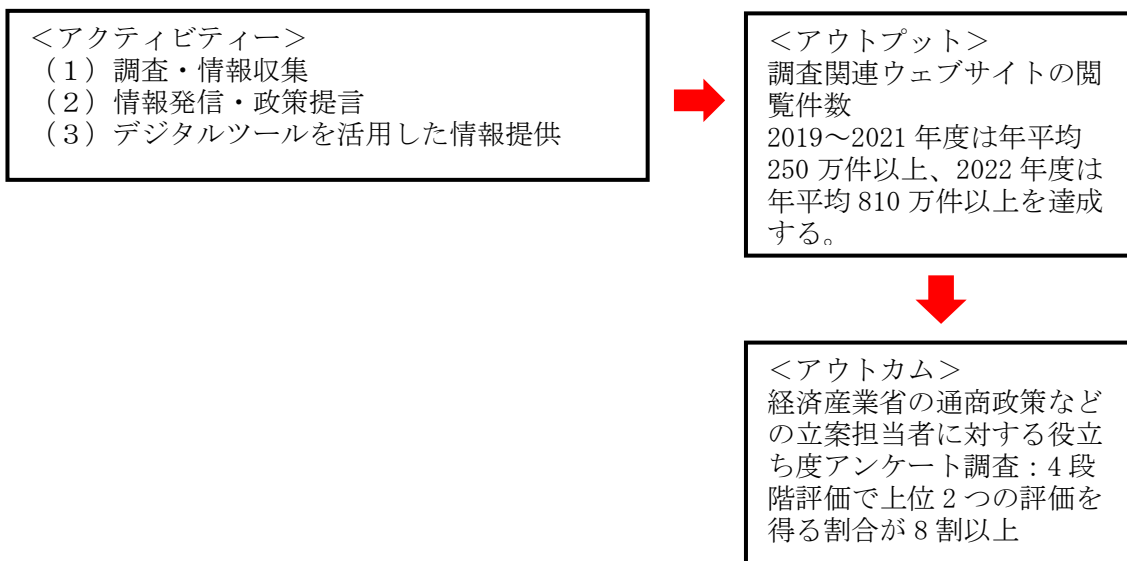 ＜アクティビティー＞
（１）調査・情報収集
（２）情報発信・政策提言
（３）デジタルツールを活用した情報提供
＜アウトプット＞
調査関連ウェブサイトの閲
覧件数
2019～2021 年度は年平均
250 万件以上、2022 年度は
年平均 810 万件以上を達成
する。
＜アウトカム＞
経済産業省の通商政策など
の立案担当者に対する役立
ち度アンケート調査：4 段
階評価で上位 2 つの評価を
得る割合が 8 割以上